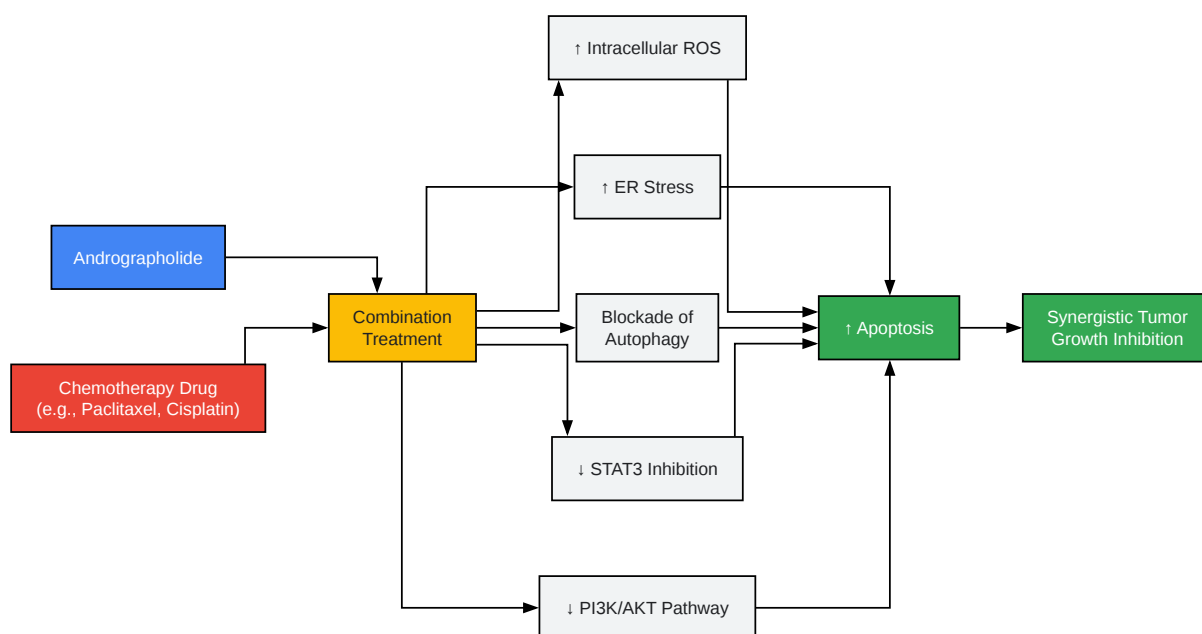 ↑ Intracellular ROS
↑ ER Stress
Andrographolide
Combination
Treatment
Blockade of
Autophagy
↑ Apoptosis
Synergistic Tumor
Growth Inhibition
Chemotherapy Drug
(e.g., Paclitaxel, Cisplatin)
↓ STAT3 Inhibition
↓ PI3K/AKT Pathway